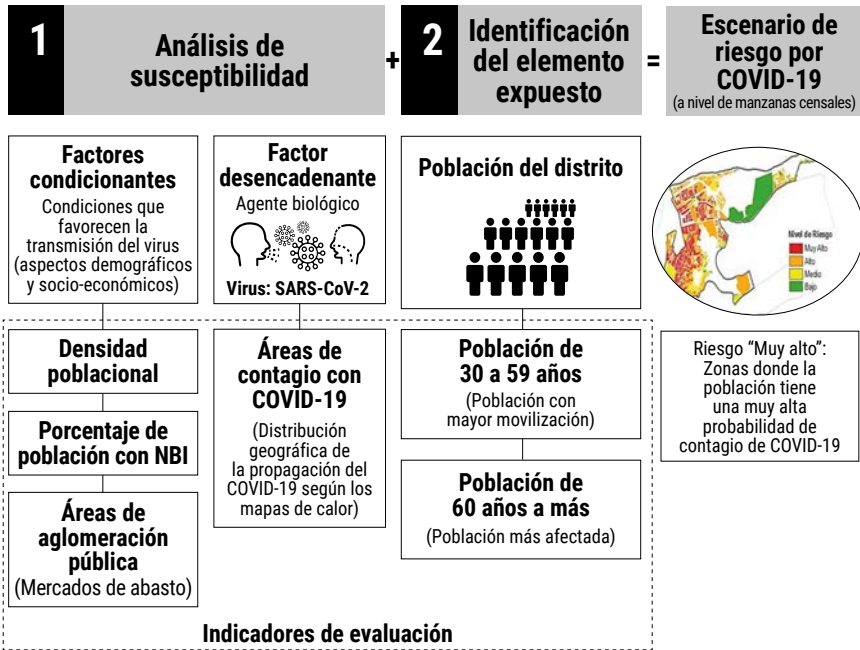 1
Análisis de
susceptibilidad
+
2
Identificación
del elemento
expuesto
=
Escenario de
riesgo por
COVID-19
(a nivel de manzanas censales)
Factores
condicionantes
Condiciones que
favorecen la
transmisión del virus
(aspectos demográficos
y socio-económicos)
Factor
desencadenante
Agente biológico
Virus: SARS-CoV-2
Población del distrito
Nivel de Riesgo
Muy Alto
Alto
Medio
Bajo
Densidad
poblacional
Porcentaje de
población con NBI
Áreas de
aglomeración
pública
(Mercados de abasto)
Áreas de
contagio con
COVID-19
(Distribución
geográfica de
la propagación del
COVID-19 según los
mapas de calor)
Población de
30 a 59 años
(Población con
mayor movilización)
Población de
60 años a más
(Población más afectada)
Riesgo “Muy alto”:
Zonas donde la
población tiene
una muy alta
probabilidad de
contagio de COVID-19
Indicadores de evaluación